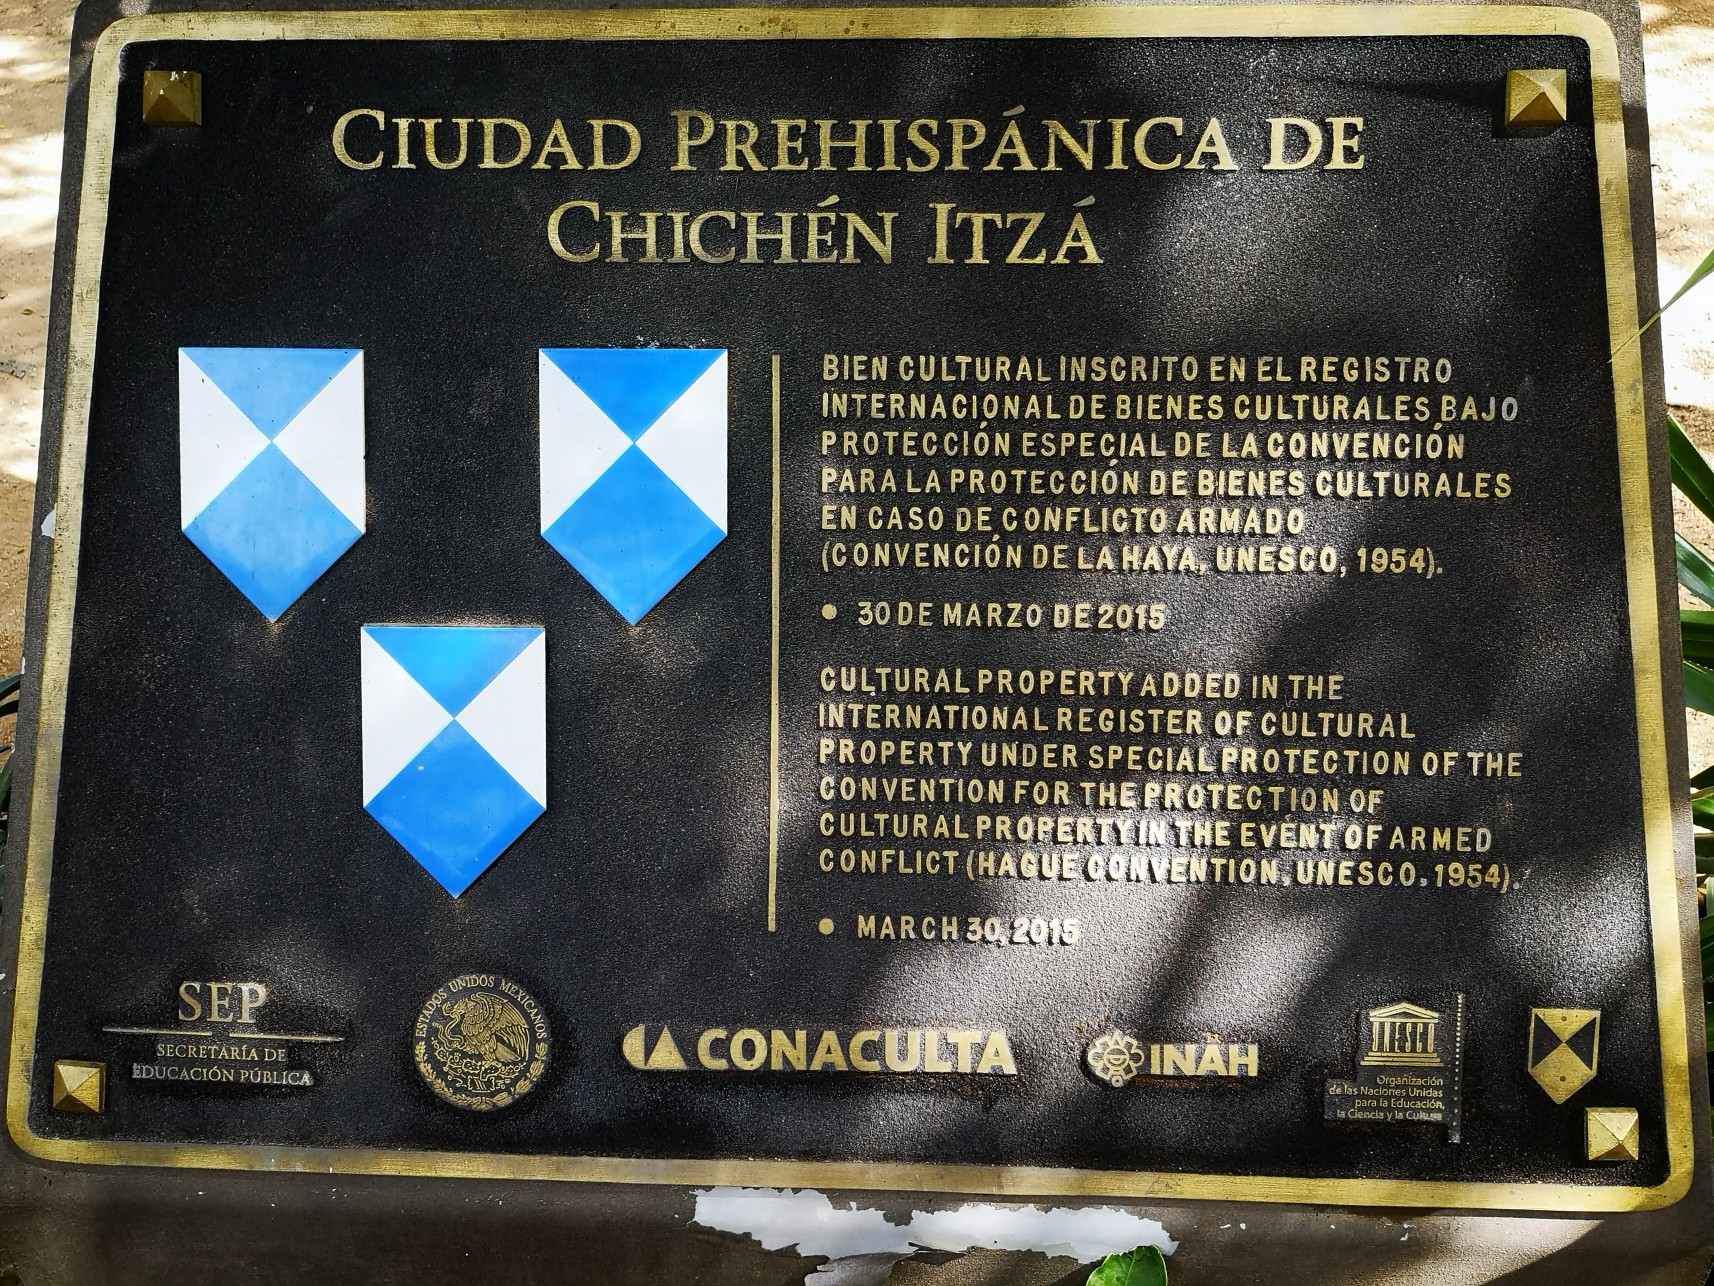 CIUDAD PREHISPÁNICA DE
CHICHÉN ITZÁ
BIEN CULTURAL INSCRITO EN EL REGISTRO
INTERNACIONAL DE BIENES CULTURALES BAJO
PROTECCIÓN ESPECIAL DE LA CONVENCIÓN
PARA LA PROTECCIÓN DE BIENES CULTURALES
EN CASO DE CONFLICTO ARMADO
(CONVENCIÓN DE LA HAYA, UNESCO, 1954).
• 30 DE MARZO DE 2015
CULTURAL PROPERTY ADDED IN THE
INTERNATIONAL REGISTER OF CULTURAL
PROPERTY UNDER SPECIAL PROTECTION OF THE
CONVENTION FOR THE PROTECTION OF
CULTURAL PROPERTY IN THE EVENT OF ARMED
CONFLICT (HAGUE CONVENTION, UNESCO, 1954).
• MARCH 30, 2015
SEP
SECRETARÍA DE
EDUCACIÓN PÚBLICA
ESTADOS UNIDOS MEXICANOS
CONACULTA
INAH
UNESCO
Organización
de las Naciones Unidas
para la Educación,
la Ciencia y la Cultura